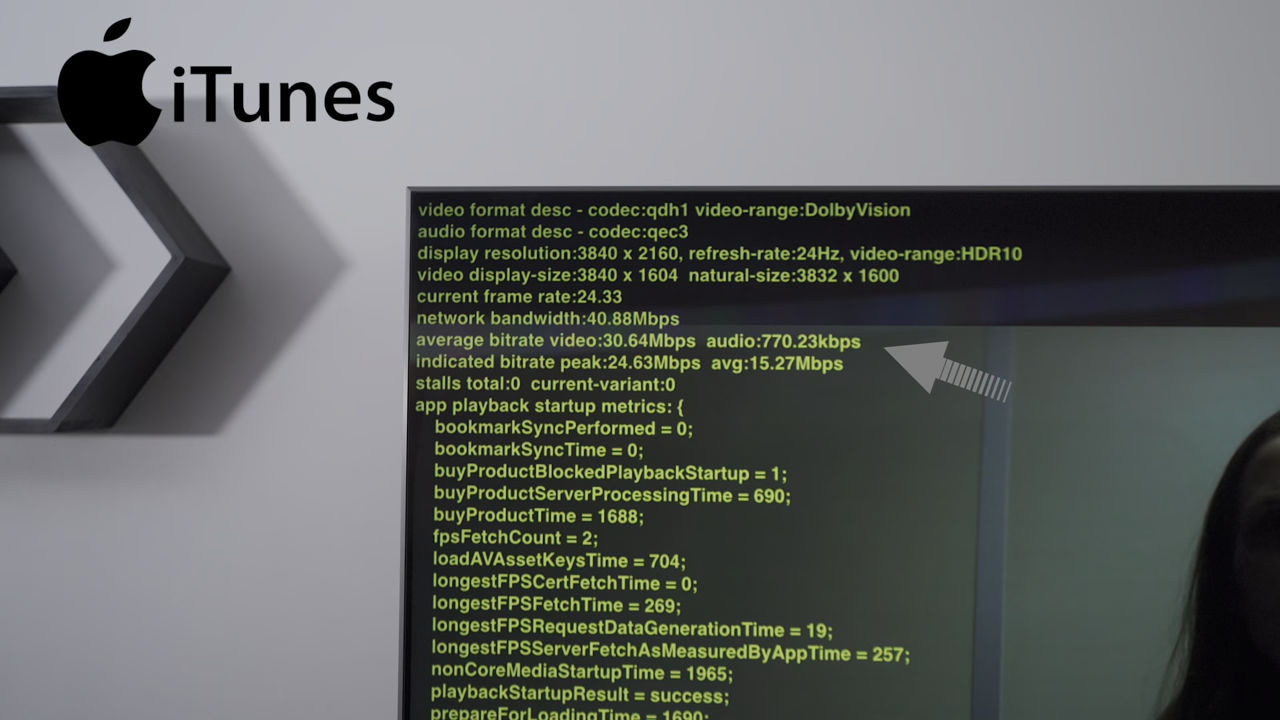 iTunes
video format desc - codec:qdh1 video-range:DolbyVision
audio format desc - codec:qec3
display resolution:3840 x 2160, refresh-rate:24Hz, video-range:HDR10
video display-size:3840 x 1604  natural-size:3832 x 1600
current frame rate:24.33
network bandwidth:40.88Mbps
average bitrate video:30.64Mbps  audio:770.23kbps
indicated bitrate peak:24.63Mbps  avg:15.27Mbps
stalls total:0  current-variant:0
app playback startup metrics: {
bookmarkSyncPerformed = 0;
bookmarkSyncTime = 0;
buyProductBlockedPlaybackStartup = 1;
buyProductServerProcessingTime = 690;
buyProductTime = 1688;
fpsFetchCount = 2;
loadAVAssetKeysTime = 704;
longestFPSCertFetchTime = 0;
longestFPSFetchTime = 269;
longestFPSRequestDataGenerationTime = 19;
longestFPSServerFetchAsMeasuredByAppTime = 257;
nonCoreMediaStartupTime = 1965;
playbackStartupResult = success;
prepareForLoadingTime = 1690;